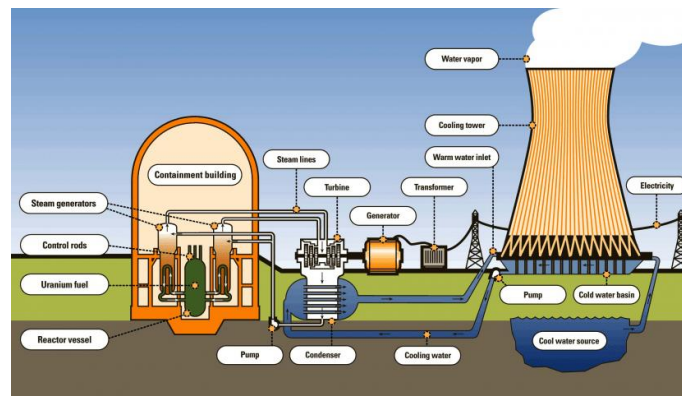 Water vapor
Cooling tower
Steam lines
Warm water inlet
Containment building
Turbine
Transformer
Electricity
Steam generators
Generator
Control rods
Uranium fuel
Pump
Cold water basin
Reactor vessel
Pump
Condenser
Cooling water
Cool water source